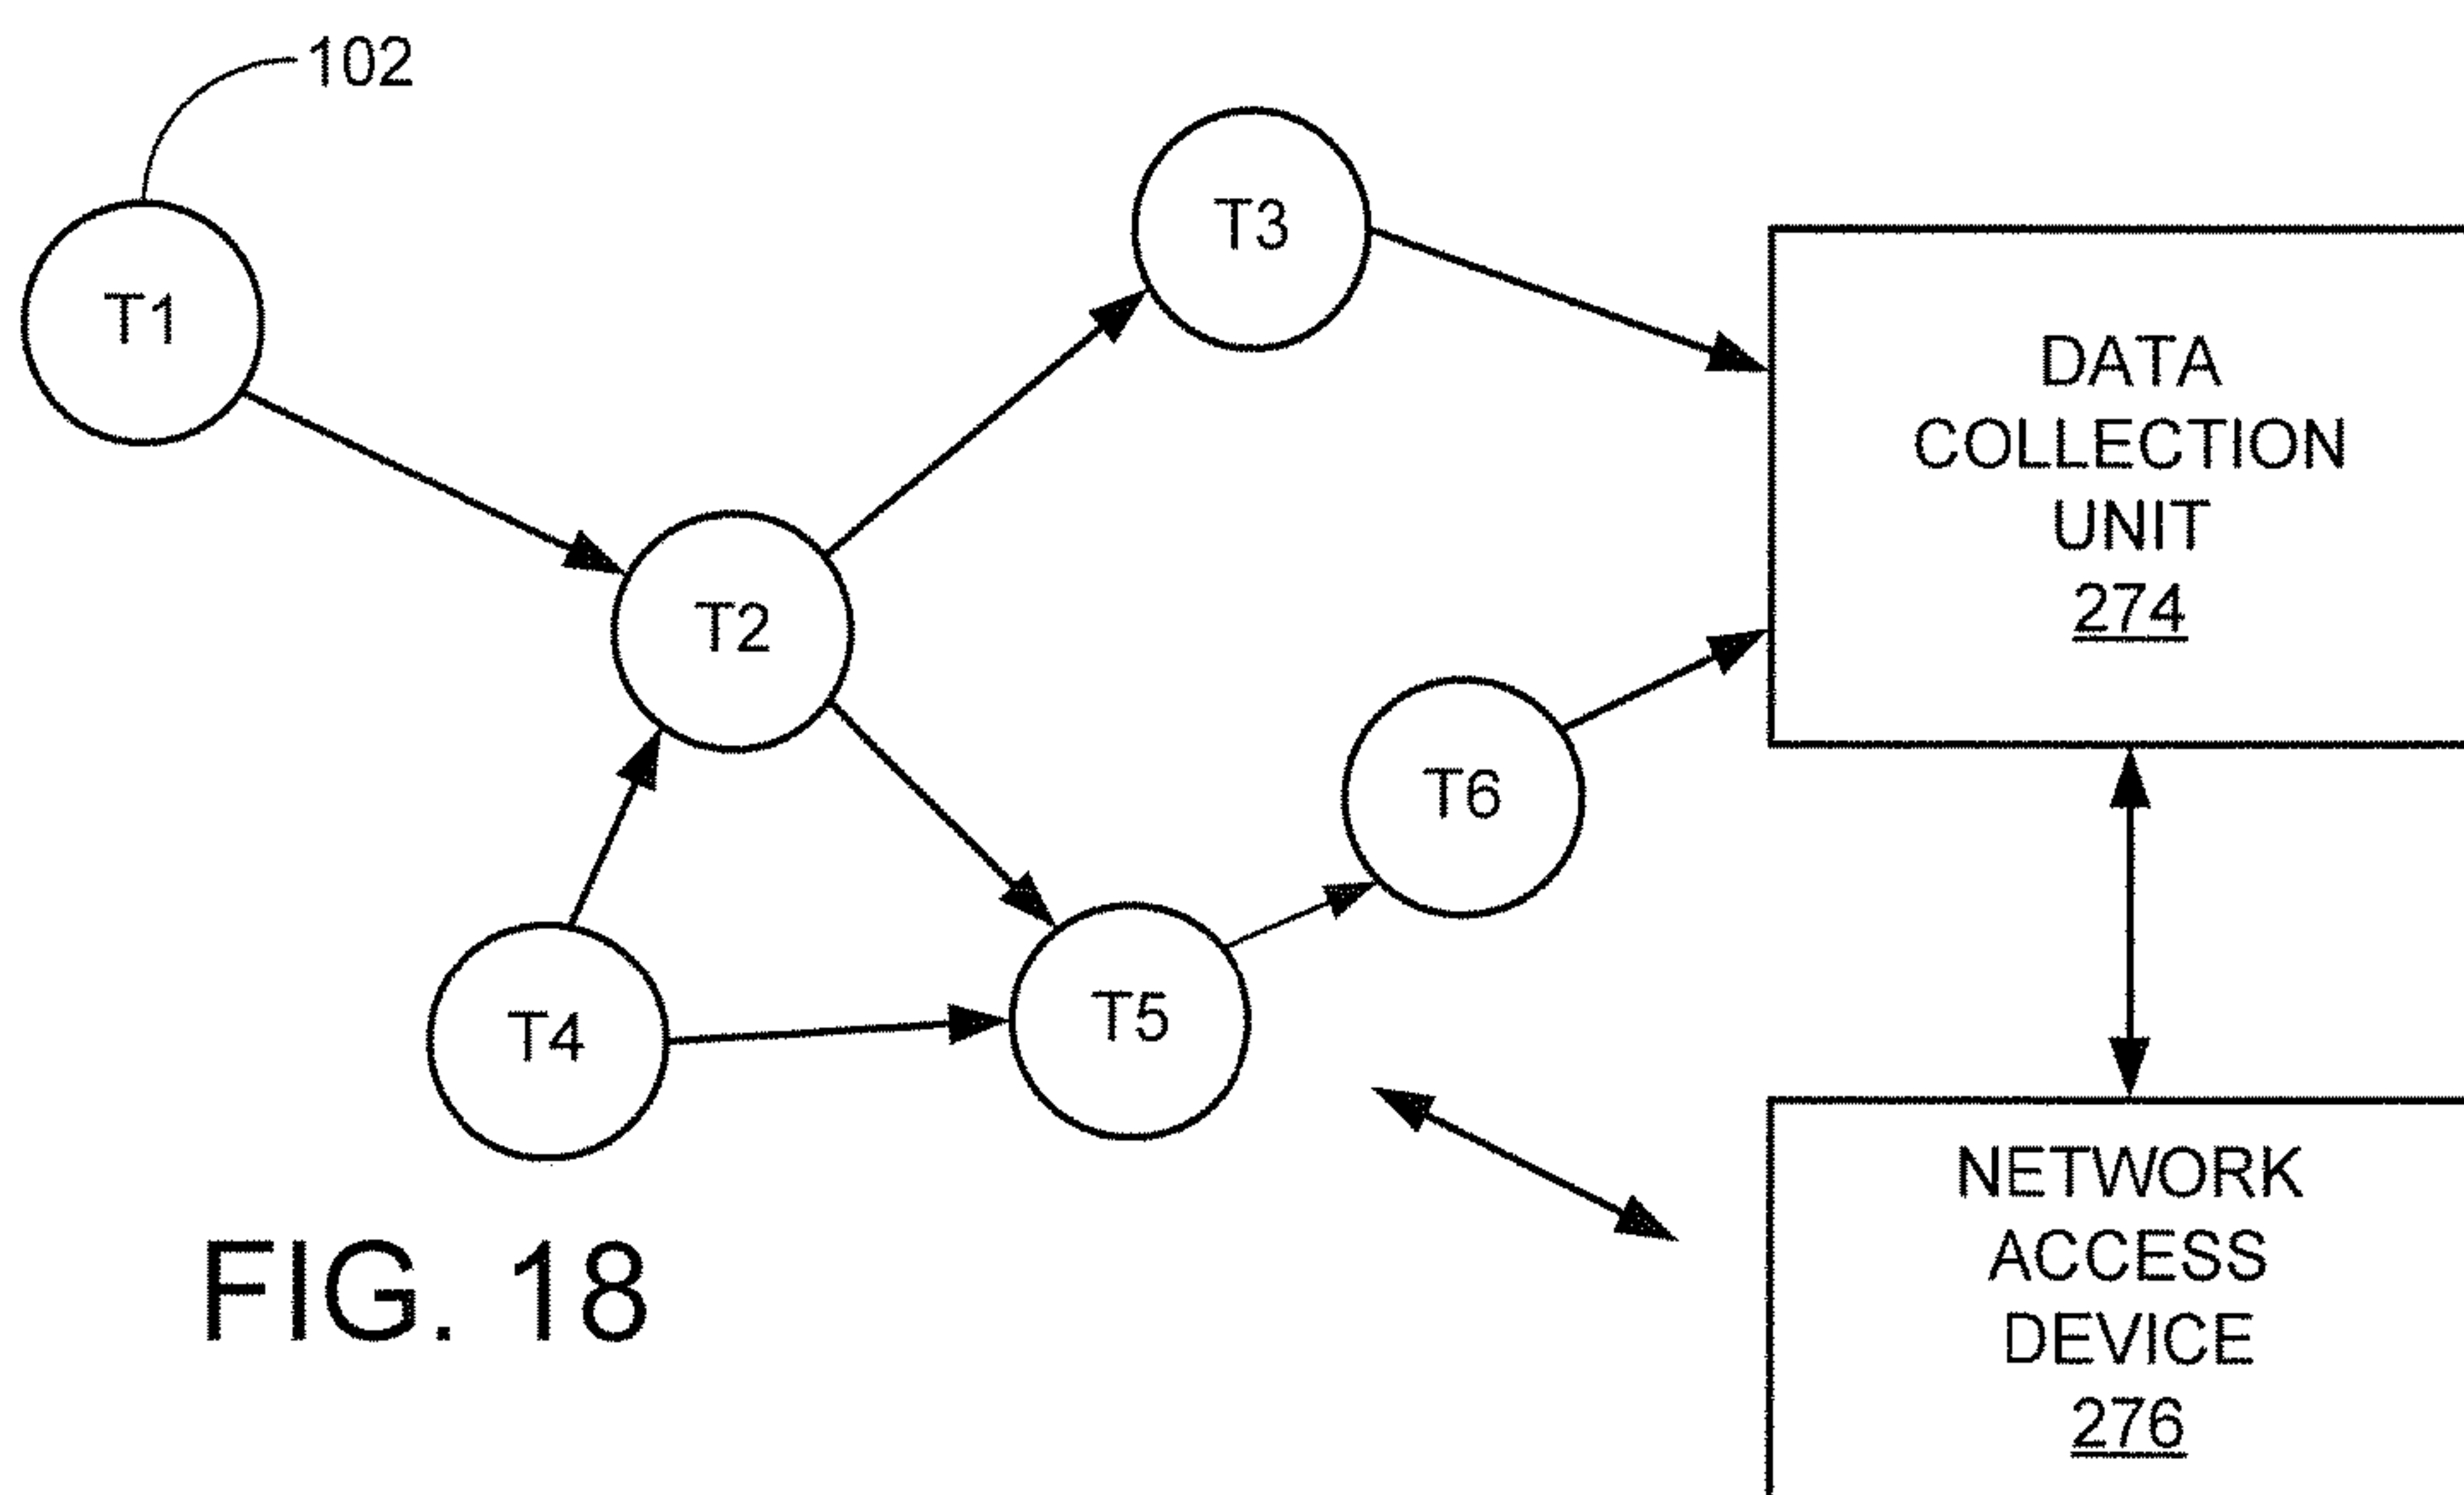 102
T1
T3
T2
DATA
COLLECTION
UNIT
274
T6
T4
T5
NETWORK
ACCESS
DEVICE
276
FIG. 18